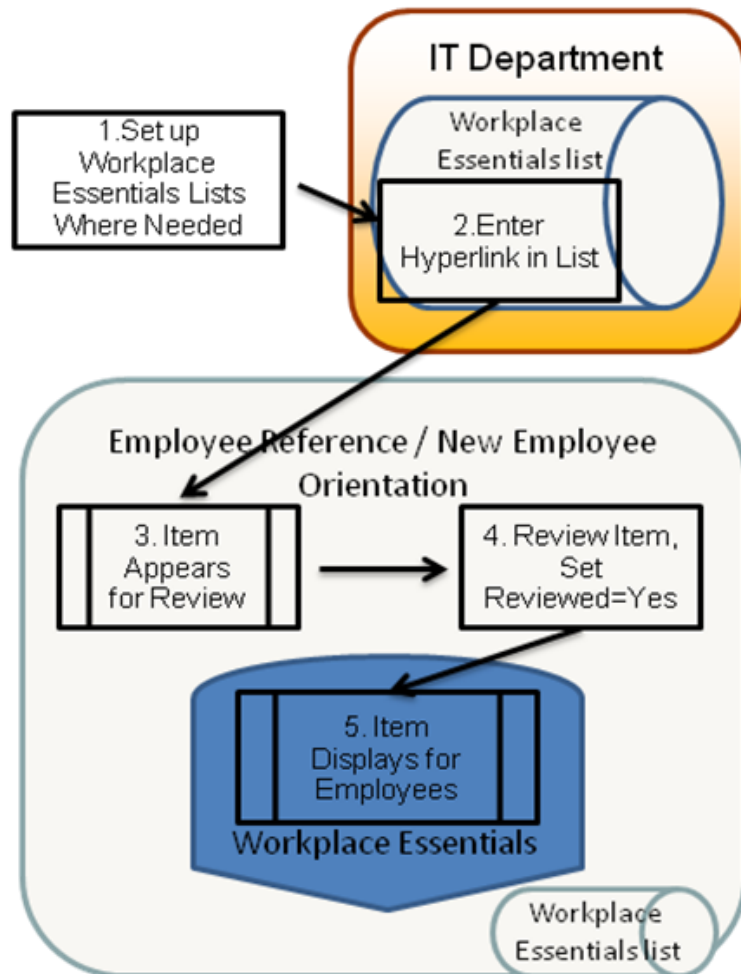 IT Department
Workplace
Essentials list
1.Set up
Workplace
Essentials Lists
Where Needed
2.Enter
Hyperlink in List
Employee Reference / New Employee
Orientation
3. Item
Appears
for Review
4. Review Item,
Set
Reviewed=Yes
5. Item
Displays for
Employees
Workplace Essentials
Workplace
Essentials list